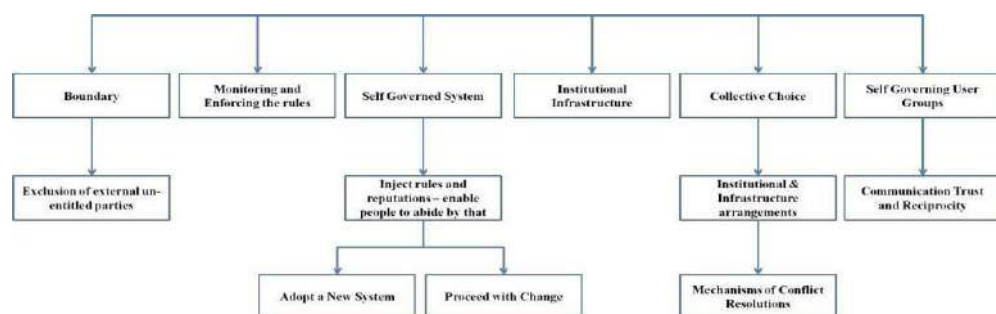 Boundary
Monitoring and
Enforcing the rules
Self Governed System
Institutional
Infrastructure
Collective Choice
Self Governing User
Groups
Exclusion of external un-
entitled parties
Inject rules and
reputations – enable
people to abide by that
Institutional &
Infrastructure
arrangements
Communication Trust
and Reciprocity
Adopt a New System
Proceed with Change
Mechanisms of Conflict
Resolutions